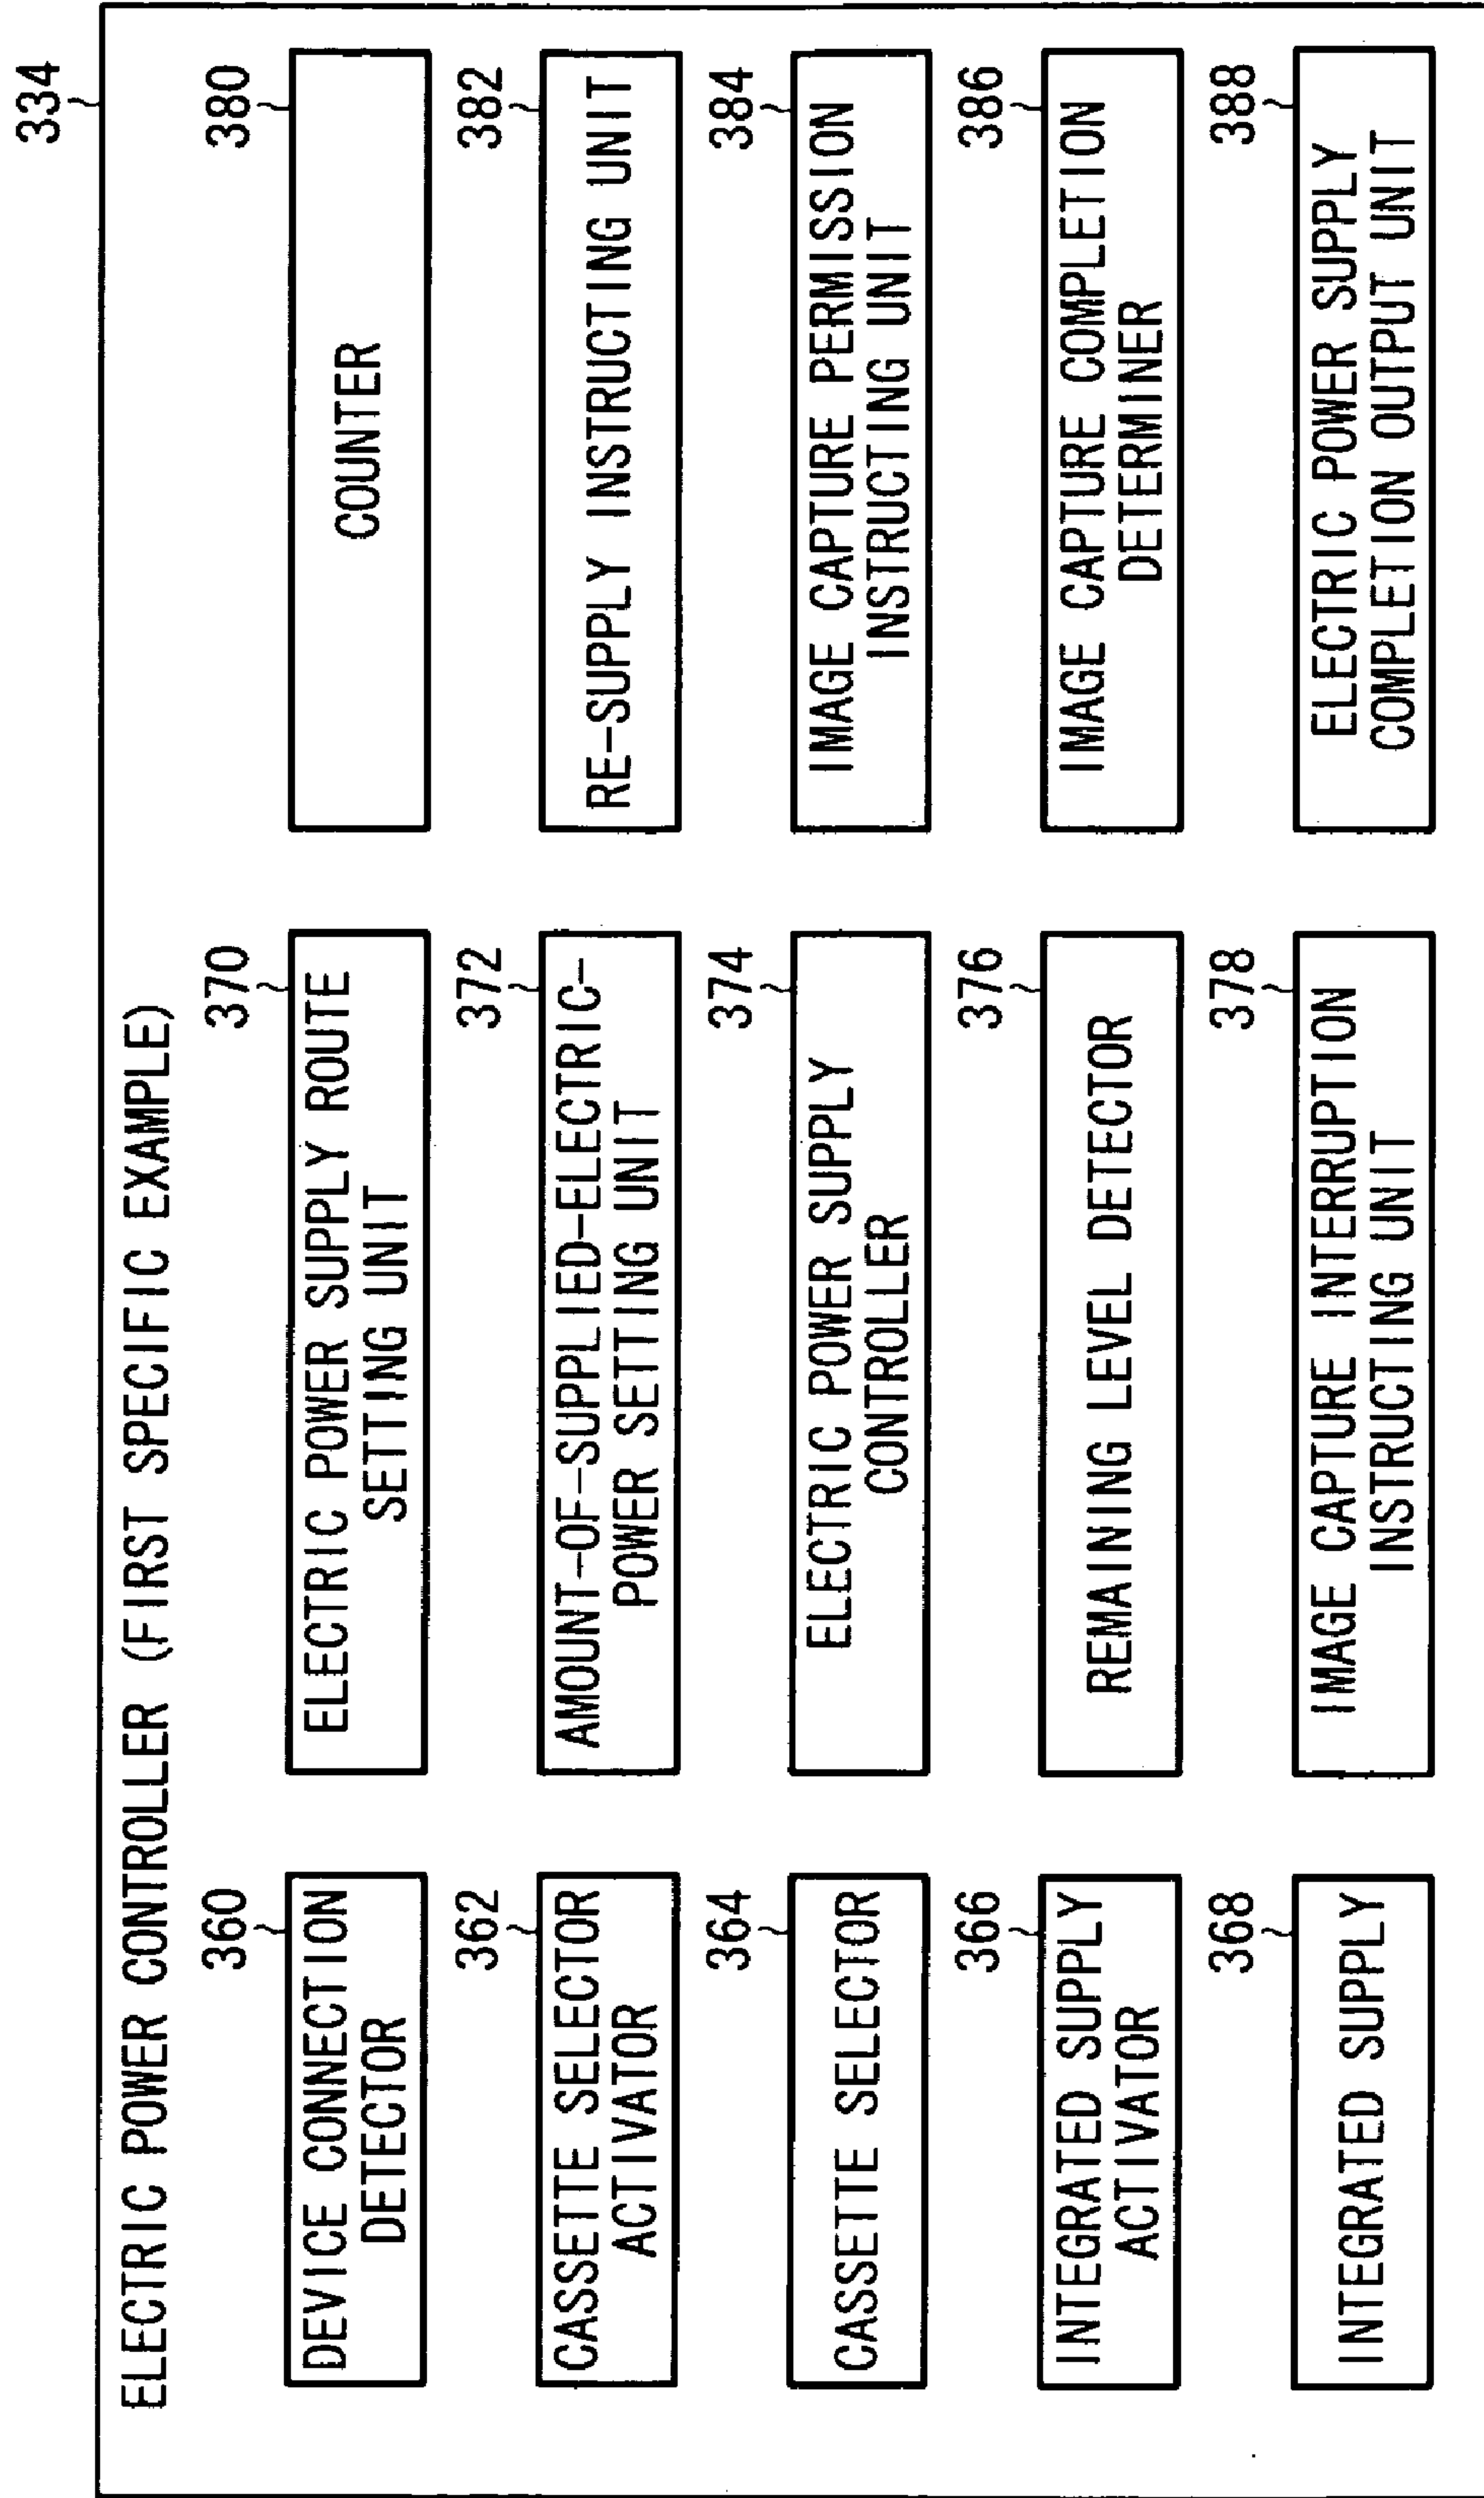 334
ELECTRIC POWER CONTROLLER (FIRST SPECIFIC EXAMPLE)
360
DEVICE CONNECTION
DETECTOR
362
CASSETTE SELECTOR
ACTIVATOR
364
CASSETTE SELECTOR
366
INTEGRATED SUPPLY
ACTIVATOR
368
INTEGRATED SUPPLY
370
ELECTRIC POWER SUPPLY ROUTE
SETTING UNIT
372
AMOUNT-OF-SUPPLIED-ELECTRIC-
POWER SETTING UNIT
374
ELECTRIC POWER SUPPLY
CONTROLLER
376
REMAINING LEVEL DETECTOR
378
IMAGE CAPTURE INTERRUPTION
INSTRUCTING UNIT
380
COUNTER
382
RE-SUPPLY INSTRUCTING UNIT
384
IMAGE CAPTURE PERMISSION
INSTRUCTING UNIT
386
IMAGE CAPTURE COMPLETION
DETERMINER
388
ELECTRIC POWER SUPPLY
COMPLETION OUTPUT UNIT